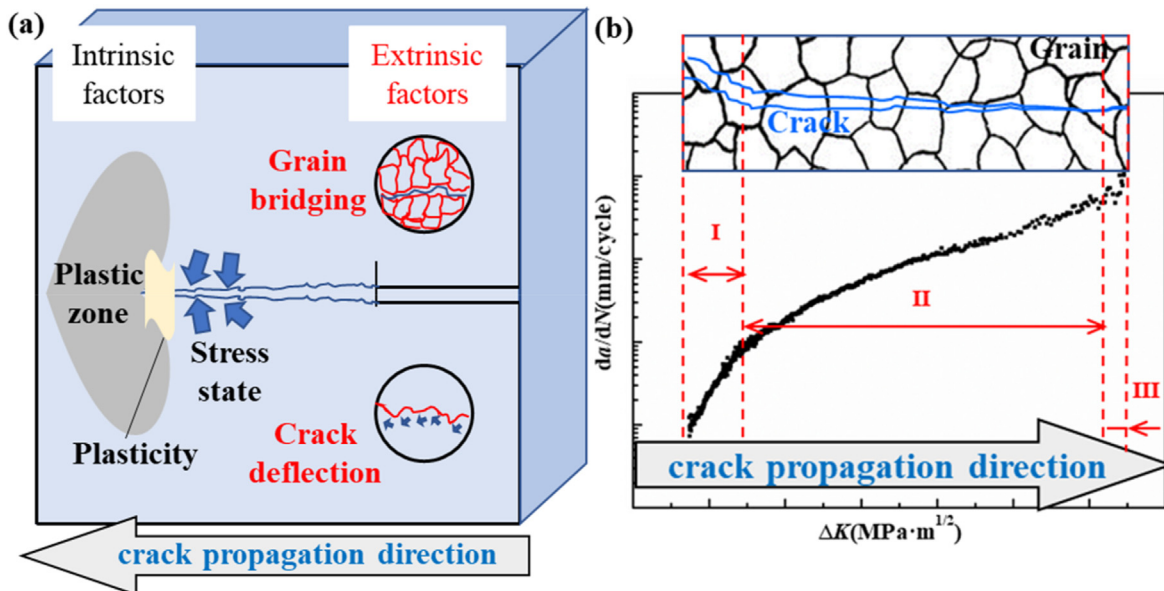 (a)
Intrinsic
factors
Extrinsic
factors
Grain
bridging
Plastic
zone
Stress
state
Plasticity
Crack
deflection
crack propagation direction
(b)
Grain
Crack
I
II
III
da/dN(mm/cycle)
crack propagation direction
ΔK(MPa·m^{1/2})